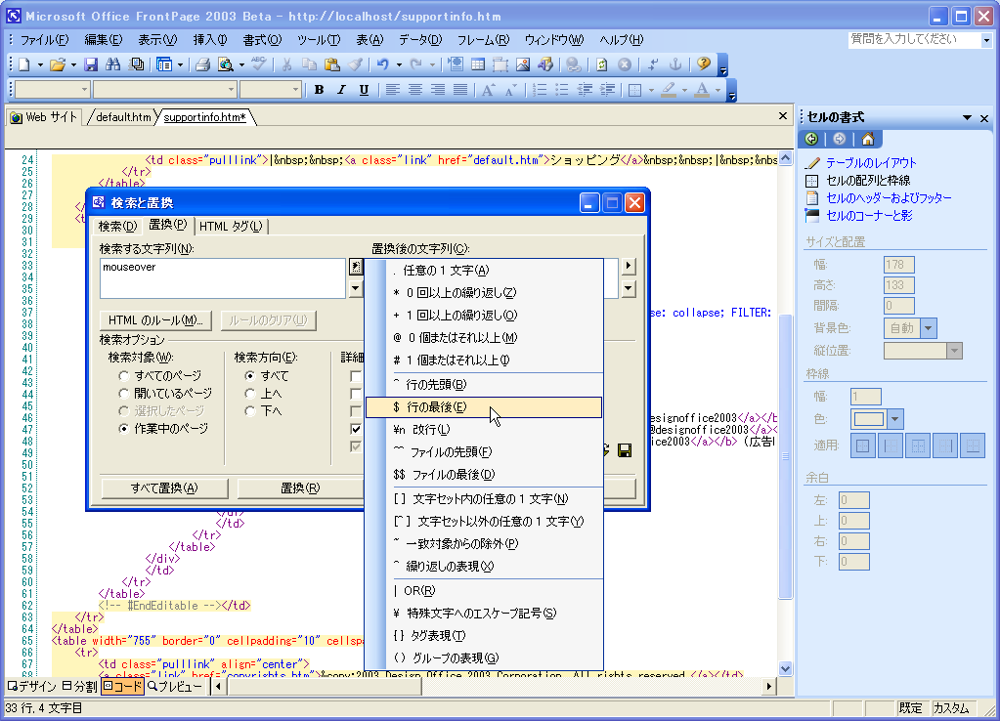 Microsoft Office FrontPage 2003 Beta - http://localhost/supportinfo.htm
ファイル(F) 編集(E) 表示(V) 挿入(I) 書式(O) ツール(T) 表(A) データ(D) フレーム(R) ウィンドウ(W) ヘルプ(H) 質問を入力してください
B I U
Web サイト default.htm supportinfo.htm*
24 <td class="pulllink">|&nbsp;&nbsp;<a class="link" href="default.htm">ショッピング</a>&nbsp;&nbsp;|&nbsp;&nbs
25 </tr>
26 </table>
27
28
29
30
31
32
33
34
35
36
37 se: collapse; FILTER:
38
39
40
41
42
43
44
45
46 esignoffice2003</a></b
47 @designoffice2003</a><
48 ice2003</a></b> (広告
49
50
51
52
53
54
55 </td>
56 </tr>
57 </table>
58 </div>
59 </td>
60 </tr>
61 </table>
62 <!-- #EndEditable --></td>
63 </tr>
64 </table>
65 <table width="755" border="0" cellpadding="10" cellsp
66 <tr>
67 <td class="pulllink" align="center">
68 <a class="link" href="copyrights.htm">&copy;2003 Design Office 2003 Corporation. All rights reserved.</a></td>
検索と置換
検索(D) 置換(P) HTML タグ(L)
検索する文字列(N): 置換後の文字列(C):
mouseover
HTML のルール(M)... ルールのクリア(U)
検索オプション
検索対象(W): 検索方向(E): 詳細
すべてのページ すべて
開いているページ 上へ
選択したページ 下へ
作業中のページ
すべて置換(A) 置換(R)
. 任意の 1 文字(A)
* 0 回以上の繰り返し(Z)
+ 1 回以上の繰り返し(O)
@ 0 個またはそれ以上(M)
# 1 個またはそれ以上(I)
^ 行の先頭(B)
$ 行の最後(E)
¥n 改行(L)
^^ ファイルの先頭(F)
$$ ファイルの最後(D)
[ ] 文字セット内の任意の 1 文字(N)
[^ ] 文字セット以外の任意の 1 文字(Y)
~ 一致対象からの除外(P)
^ 繰り返しの表現(X)
| OR(R)
¥ 特殊文字へのエスケープ記号(S)
{ } タグ表現(T)
( ) グループの表現(G)
セルの書式
テーブルのレイアウト
セルの配列と枠線
セルのヘッダーおよびフッター
セルのコーナーと影
サイズと配置
幅: 178
高さ: 133
間隔: 0
背景色: 自動
縦位置:
枠線
幅: 1
色:
適用:
余白
左: 0
上: 0
右: 0
下: 0
デザイン 分割 コード プレビュー
33 行, 4 文字目 既定 カスタム